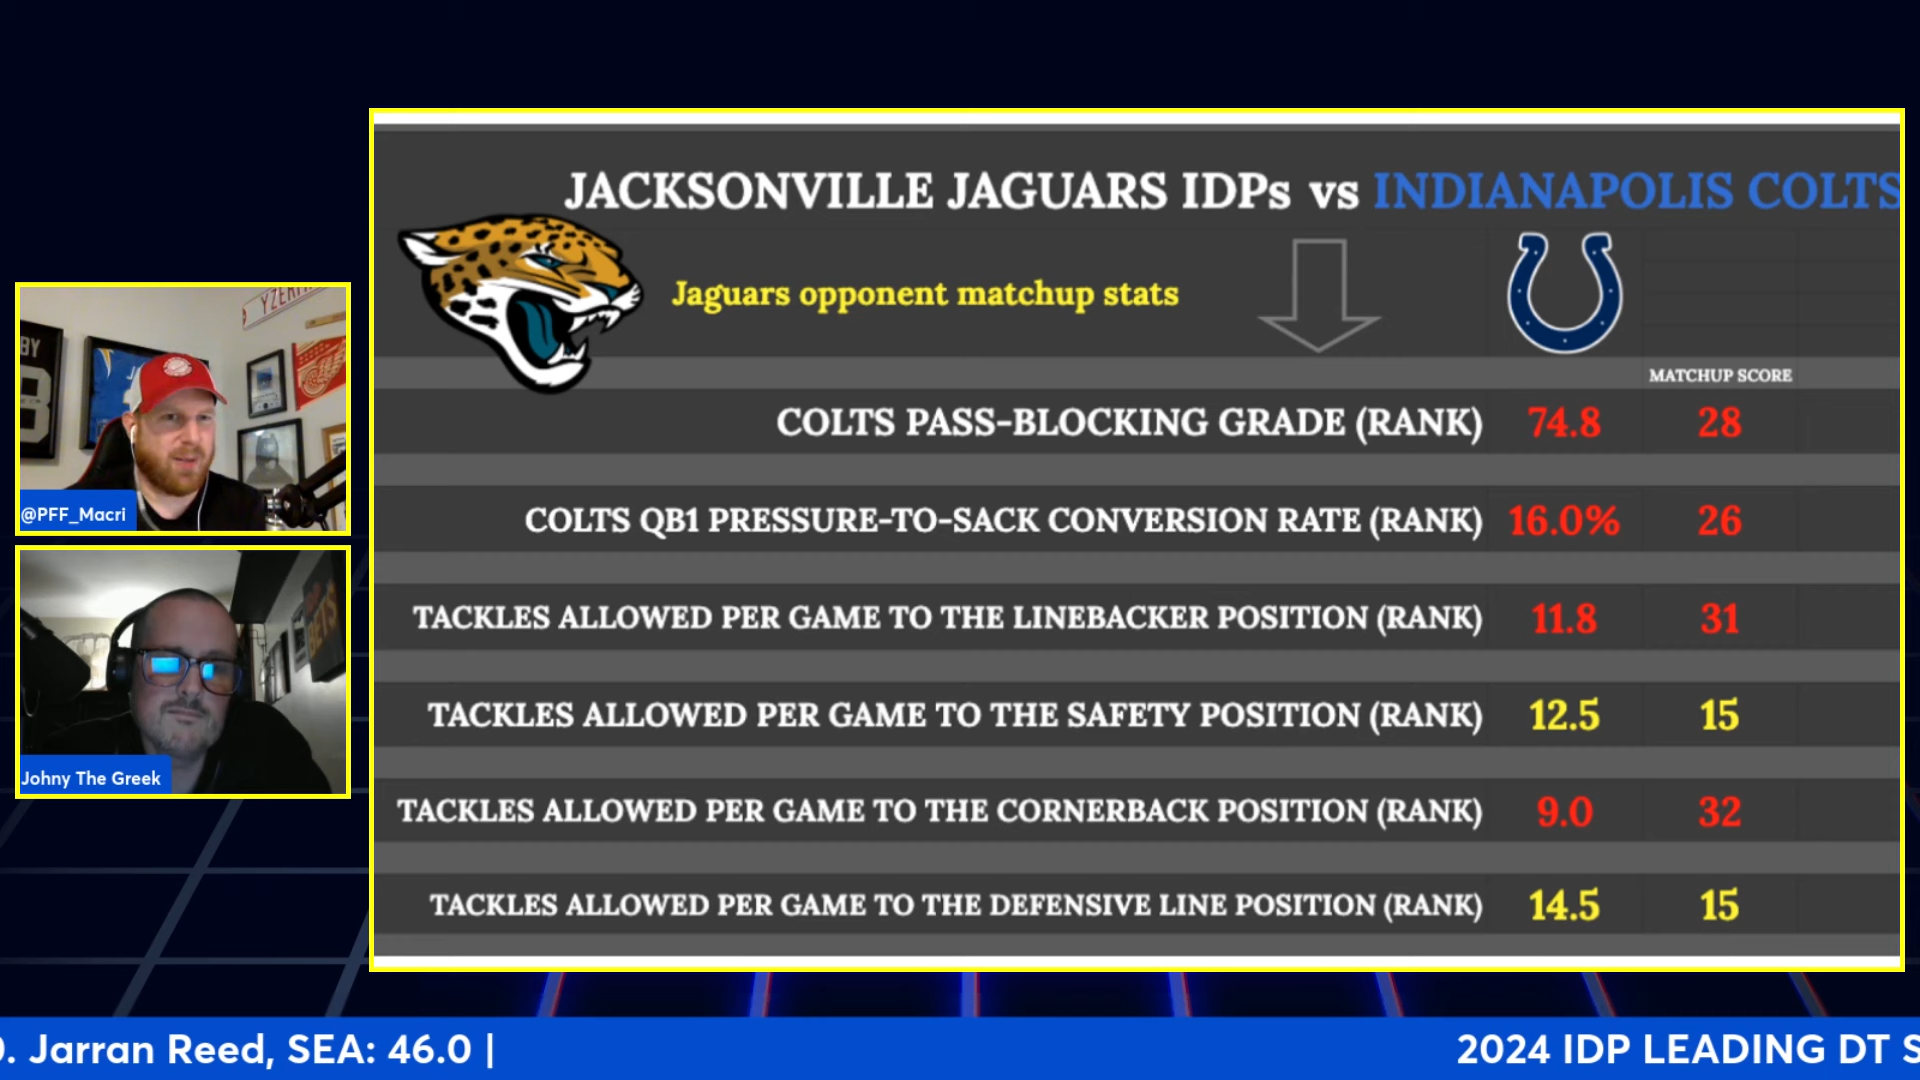 JACKSONVILLE JAGUARS IDPs vs INDIANAPOLIS COLTS
Jaguars opponent matchup stats
MATCHUP SCORE
COLTS PASS-BLOCKING GRADE (RANK) 74.8 28
COLTS QB1 PRESSURE-TO-SACK CONVERSION RATE (RANK) 16.0% 26
TACKLES ALLOWED PER GAME TO THE LINEBACKER POSITION (RANK) 11.8 31
TACKLES ALLOWED PER GAME TO THE SAFETY POSITION (RANK) 12.5 15
TACKLES ALLOWED PER GAME TO THE CORNERBACK POSITION (RANK) 9.0 32
TACKLES ALLOWED PER GAME TO THE DEFENSIVE LINE POSITION (RANK) 14.5 15
@PFF_Macri
Johny The Greek
BETS
. Jarran Reed, SEA: 46.0 | 2024 IDP LEADING DT S